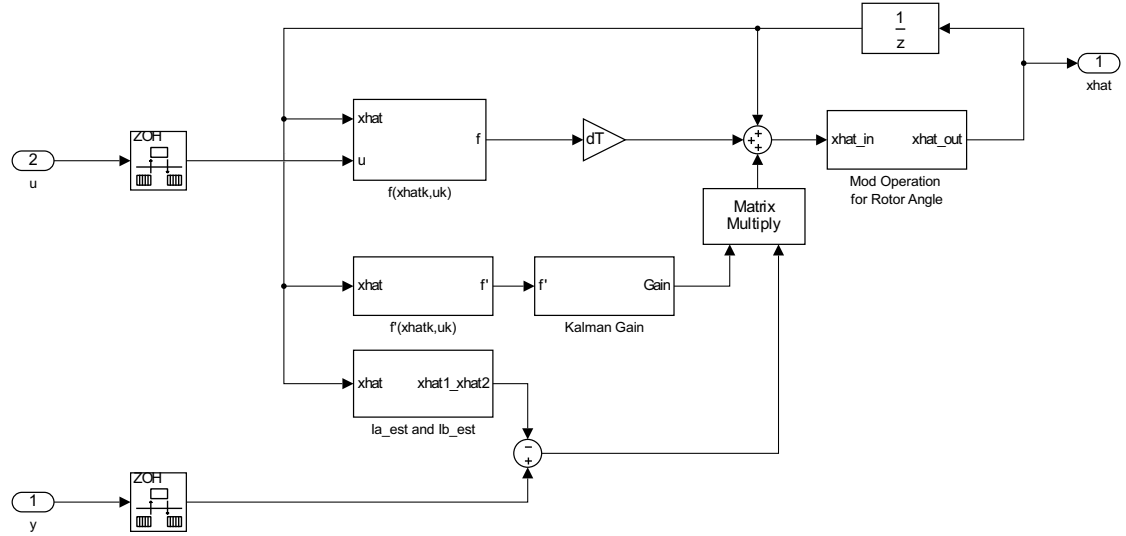 1
z
1
xhat
xhat
u
f
f(xhatk,uk)
dT
+
+
+
xhat_in
xhat_out
Mod Operation
for Rotor Angle
ZOH
2
u
Matrix
Multiply
xhat
f'
f'(xhatk,uk)
f'
Gain
Kalman Gain
xhat
xhat1_xhat2
Ia_est and Ib_est
−
+
ZOH
1
y